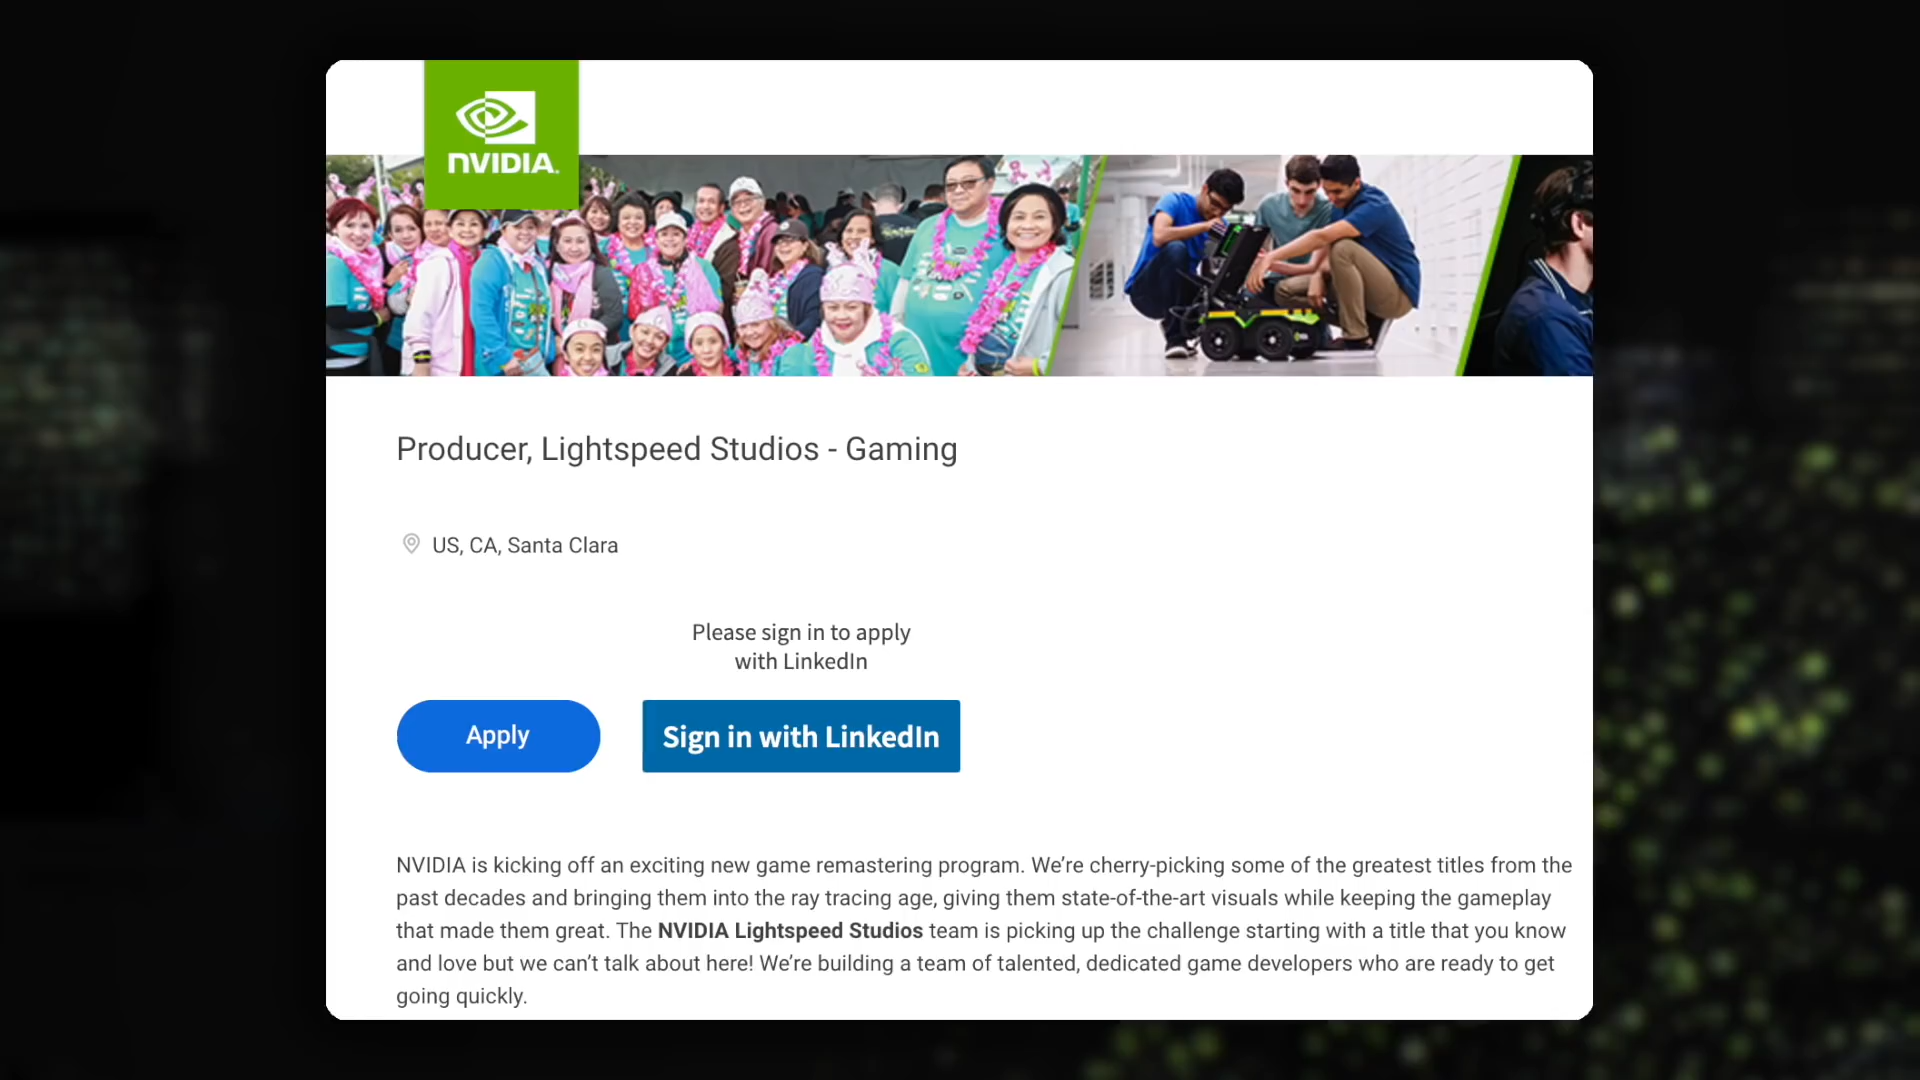 NVIDIA.
Producer, Lightspeed Studios - Gaming
US, CA, Santa Clara
Please sign in to apply
with LinkedIn
Apply
Sign in with LinkedIn
NVIDIA is kicking off an exciting new game remastering program. We’re cherry-picking some of the greatest titles from the
past decades and bringing them into the ray tracing age, giving them state-of-the-art visuals while keeping the gameplay
that made them great. The NVIDIA Lightspeed Studios team is picking up the challenge starting with a title that you know
and love but we can’t talk about here! We’re building a team of talented, dedicated game developers who are ready to get
going quickly.